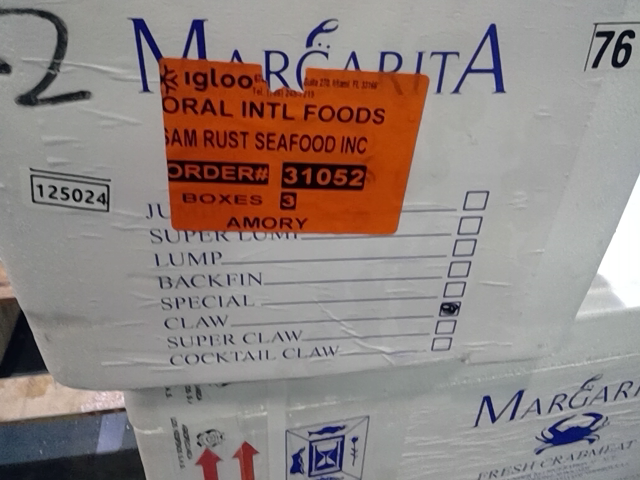 -2
MARGARITA
76
igloo
ORAL INTL FOODS
SAM RUST SEAFOOD INC
ORDER# 31052
BOXES 3
AMORY
125024
JU
SUPER LUMP
LUMP
BACKFIN
SPECIAL
CLAW
SUPER CLAW
COCKTAIL CLAW
MARGARI
FRESH CRABMEAT